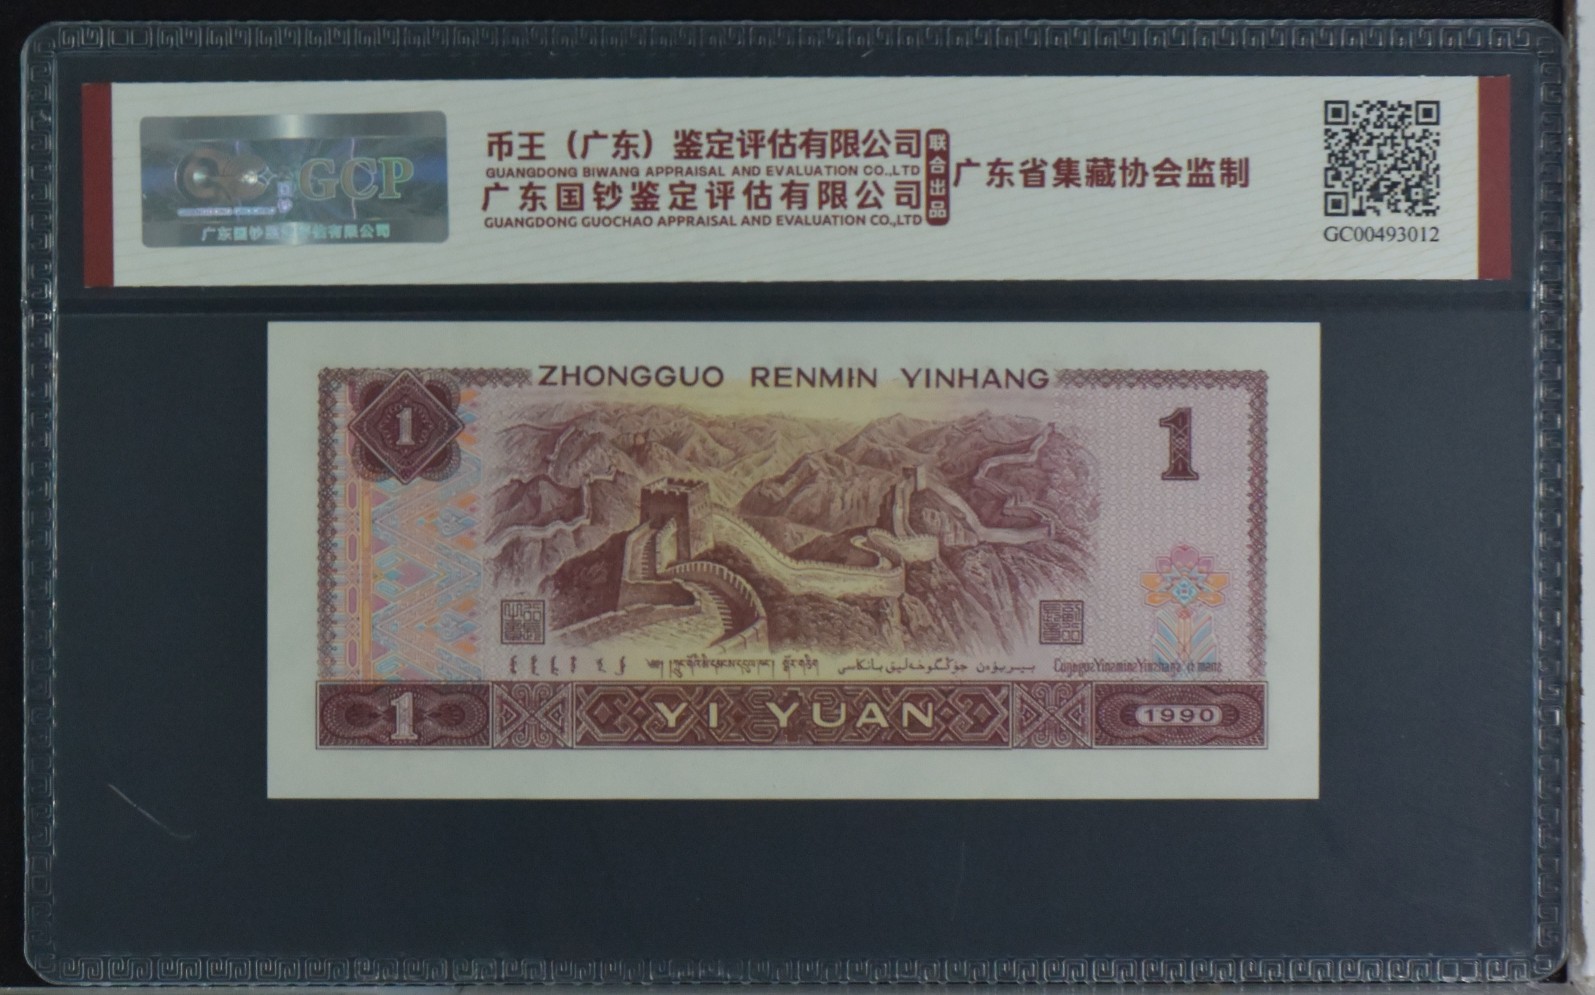 GCP
广东国钞鉴定评估有限公司
币王（广东）鉴定评估有限公司
GUANGDONG BIWANG APPRAISAL AND EVALUATION CO.,LTD
广东国钞鉴定评估有限公司
GUANGDONG GUOCHAO APPRAISAL AND EVALUATION CO.,LTD
联合出品
广东省集藏协会监制
GC00493012
ZHONGGUO RENMIN YINHANG
1
1
1
YI YUAN
1990